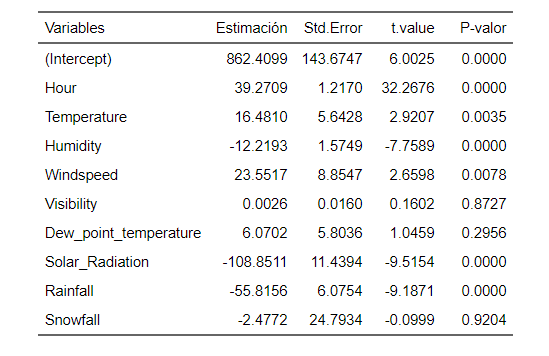 Variables Estimación Std.Error t.value P-valor
(Intercept) 862.4099 143.6747 6.0025 0.0000
Hour 39.2709 1.2170 32.2676 0.0000
Temperature 16.4810 5.6428 2.9207 0.0035
Humidity -12.2193 1.5749 -7.7589 0.0000
Windspeed 23.5517 8.8547 2.6598 0.0078
Visibility 0.0026 0.0160 0.1602 0.8727
Dew_point_temperature 6.0702 5.8036 1.0459 0.2956
Solar_Radiation -108.8511 11.4394 -9.5154 0.0000
Rainfall -55.8156 6.0754 -9.1871 0.0000
Snowfall -2.4772 24.7934 -0.0999 0.9204